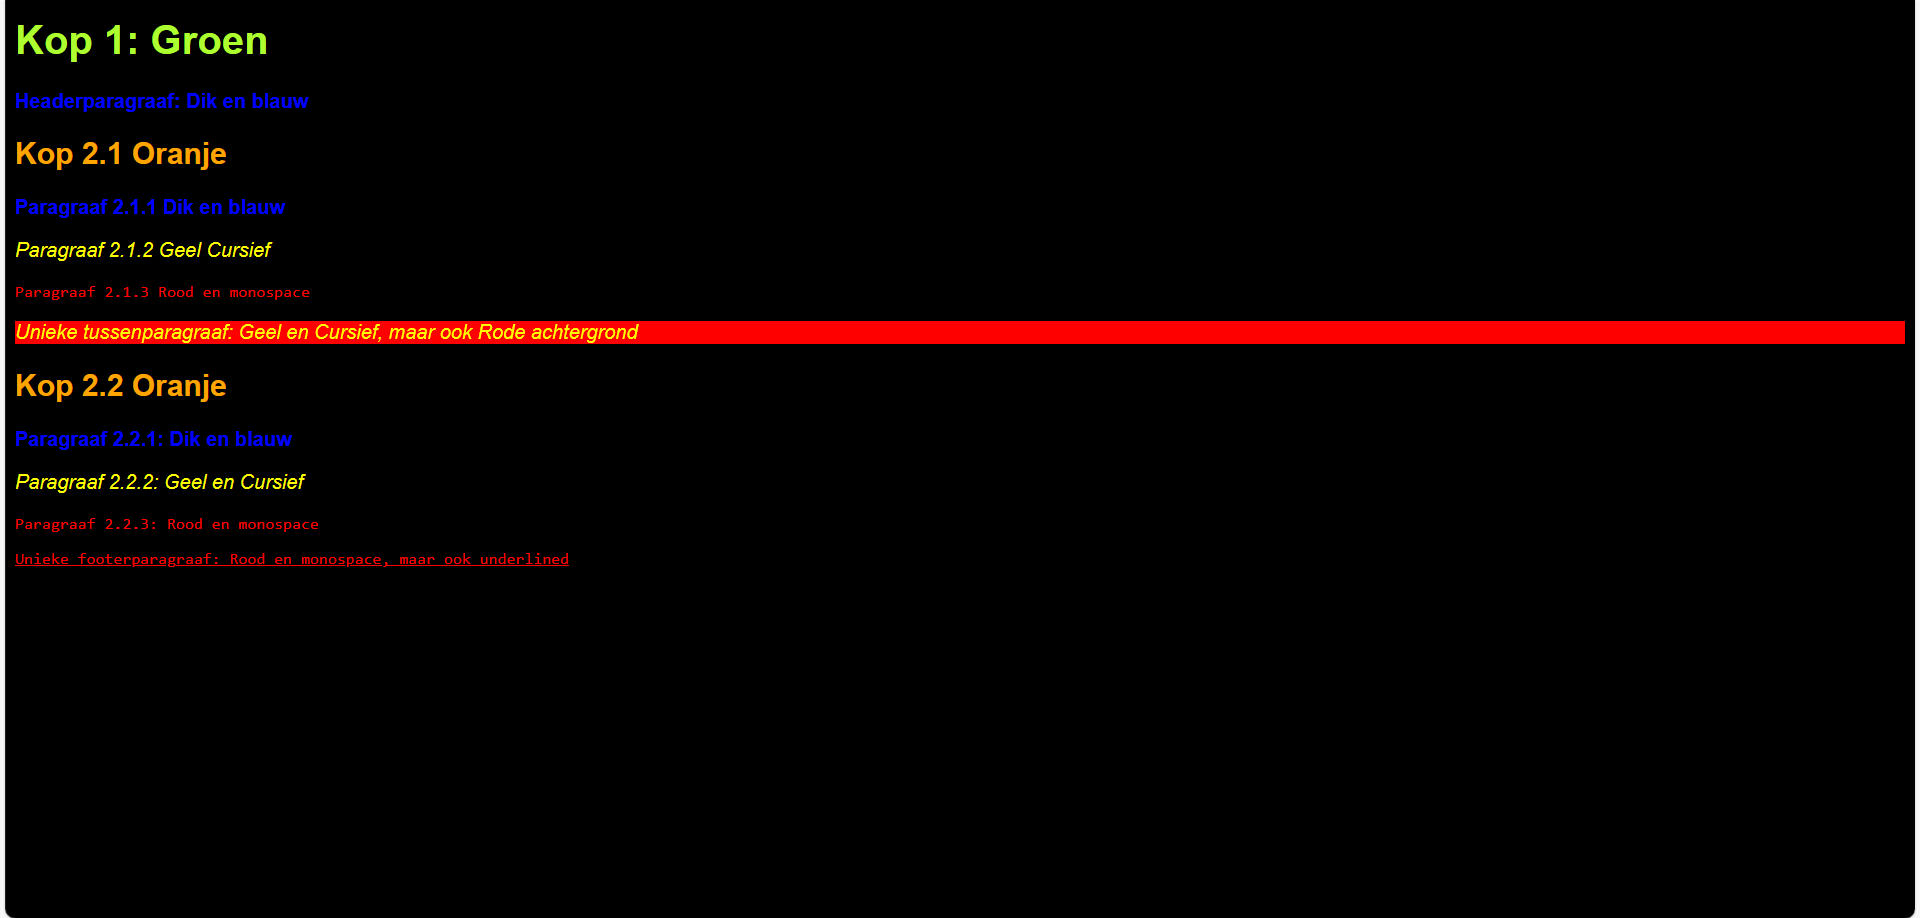 Kop 1: Groen
Headerparagraaf: Dik en blauw
Kop 2.1 Oranje
Paragraaf 2.1.1 Dik en blauw
Paragraaf 2.1.2 Geel Cursief
Paragraaf 2.1.3 Rood en monospace
Unieke tussenparagraaf: Geel en Cursief, maar ook Rode achtergrond
Kop 2.2 Oranje
Paragraaf 2.2.1: Dik en blauw
Paragraaf 2.2.2: Geel en Cursief
Paragraaf 2.2.3: Rood en monospace
Unieke footerparagraaf: Rood en monospace, maar ook underlined